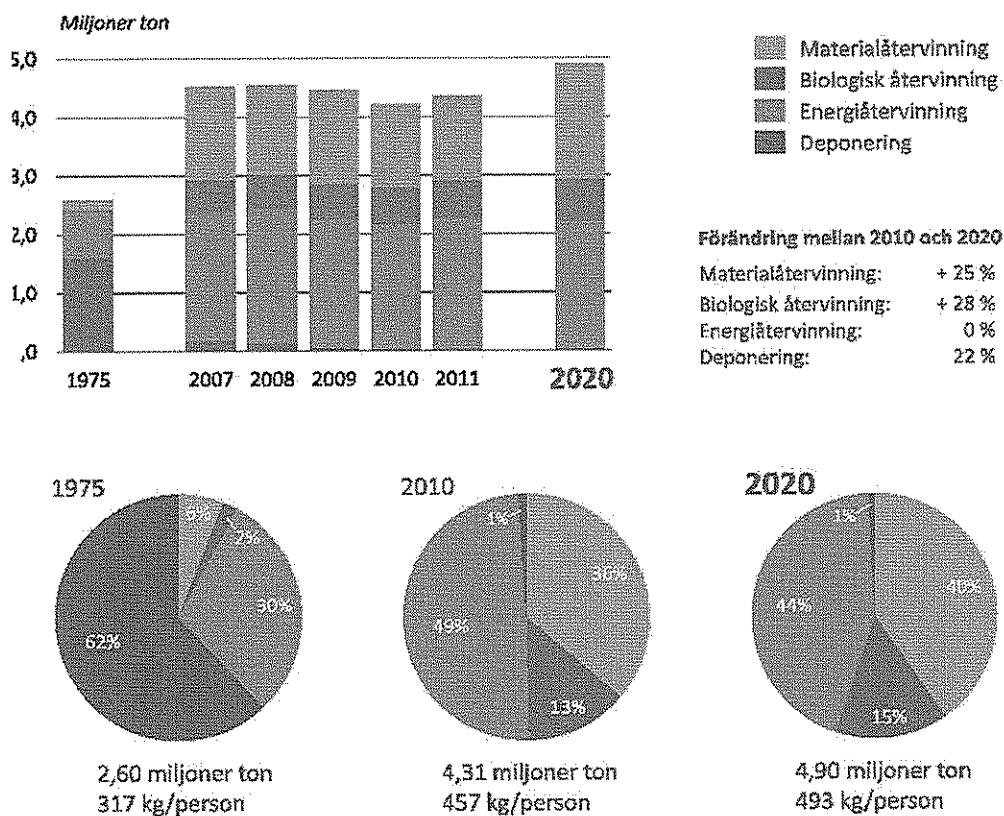 Miljoner ton
5,0
4,0
3,0
2,0
1,0
,0
1975
2007
2008
2009
2010
2011
2020
Materialåtervinning
Biologisk återvinning
Energiåtervinning
Deponering
Förändring mellan 2010 och 2020
Materialåtervinning: + 25 %
Biologisk återvinning: + 28 %
Energiåtervinning: 0 %
Deponering: 22 %
1975
2%
30%
62%
2,60 miljoner ton
317 kg/person
2010
1%
36%
49%
13%
4,31 miljoner ton
457 kg/person
2020
1%
40%
44%
15%
4,90 miljoner ton
493 kg/person